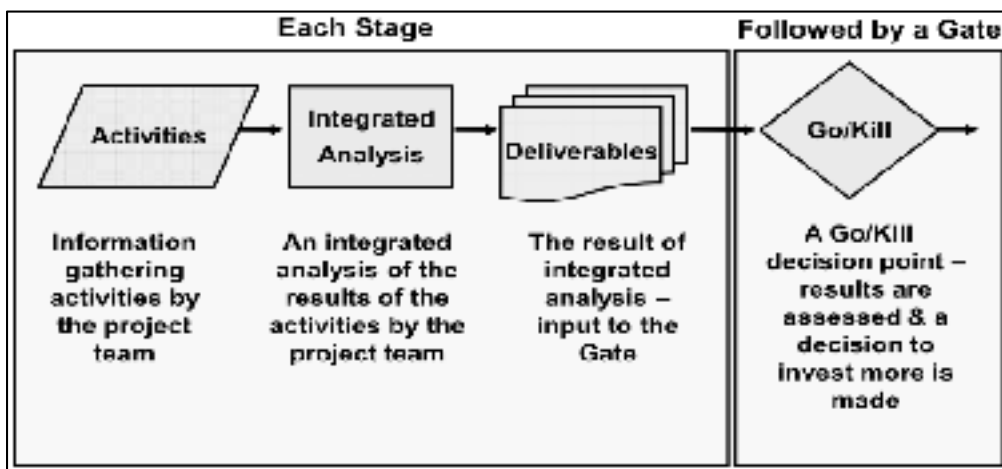 Each Stage
Followed by a Gate
Activities
Integrated
Analysis
Deliverables
Go/Kill
Information
gathering
activities by
the project
team
An integrated
analysis of the
results of the
activities by the
project team
The result of
integrated
analysis –
input to the
Gate
A Go/Kill
decision point –
results are
assessed & a
decision to
invest more is
made